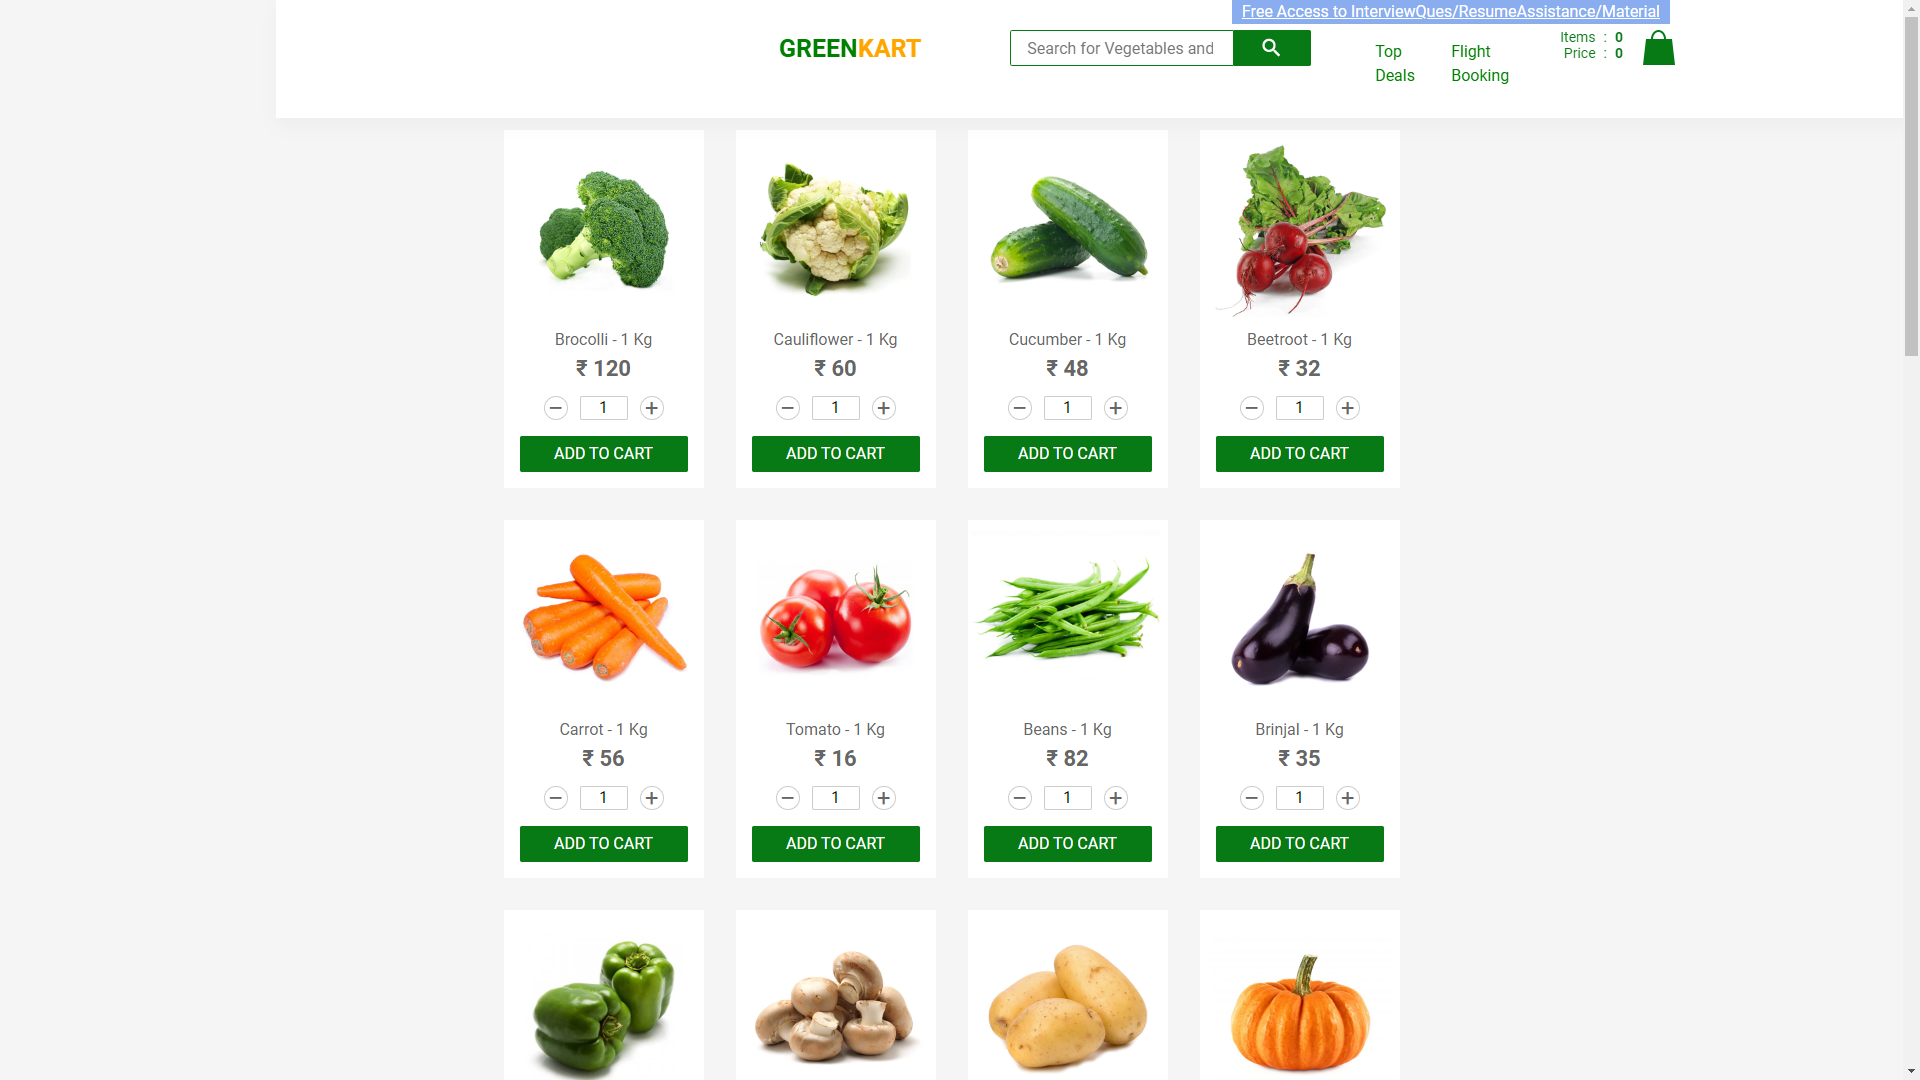 Free Access to InterviewQues/ResumeAssistance/Material
GREENKART
Search for Vegetables and
Top
Deals
Flight
Booking
Items : 0
Price : 0
Brocolli - 1 Kg
₹ 120
− 1 +
ADD TO CART
Cauliflower - 1 Kg
₹ 60
− 1 +
ADD TO CART
Cucumber - 1 Kg
₹ 48
− 1 +
ADD TO CART
Beetroot - 1 Kg
₹ 32
− 1 +
ADD TO CART
Carrot - 1 Kg
₹ 56
− 1 +
ADD TO CART
Tomato - 1 Kg
₹ 16
− 1 +
ADD TO CART
Beans - 1 Kg
₹ 82
− 1 +
ADD TO CART
Brinjal - 1 Kg
₹ 35
− 1 +
ADD TO CART